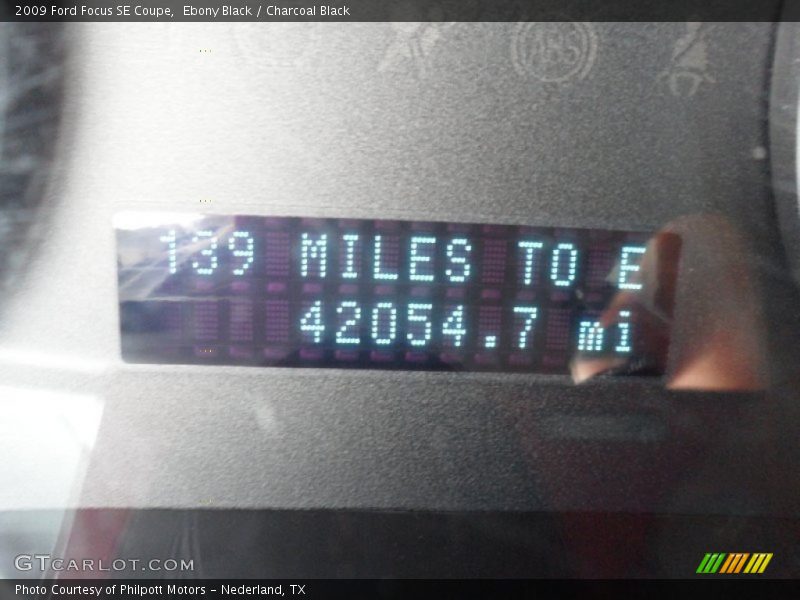 2009 Ford Focus SE Coupe,  Ebony Black / Charcoal Black
ABS
139 MILES TO E
42054.7 mi
GTCARLOT.COM
Photo Courtesy of Philpott Motors - Nederland, TX